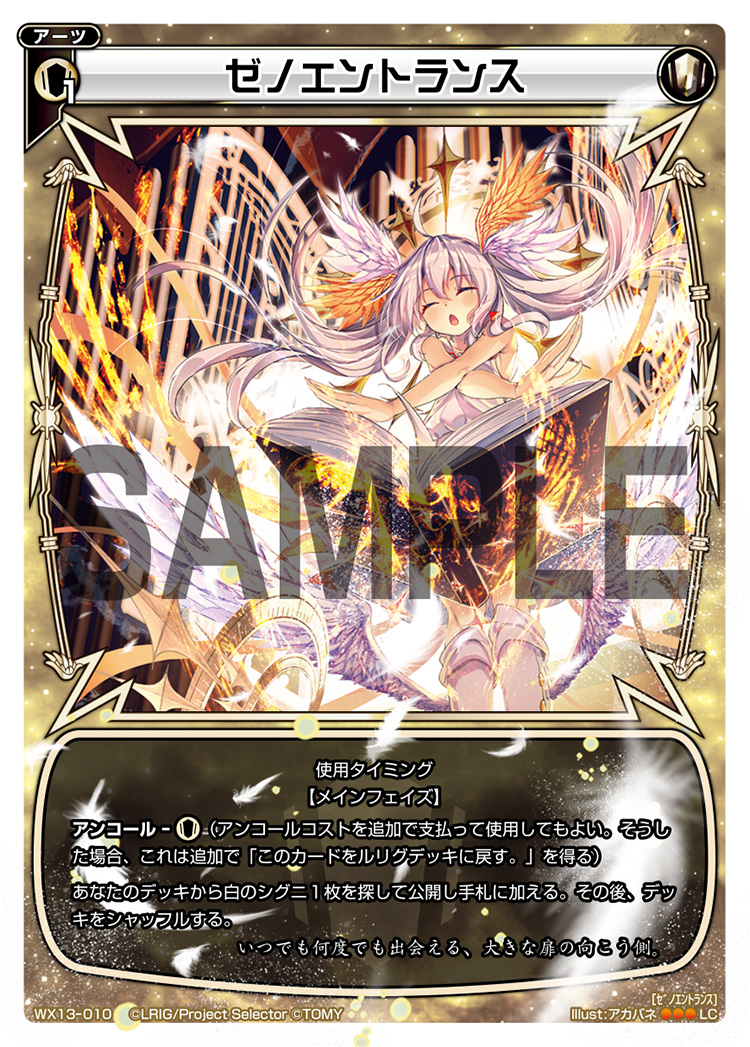 アーツ
ゼノエントランス
1
SAMPLE
使用タイミング
【メインフェイズ】
アンコール - (アンコールコストを追加で支払って使用してもよい。そうし
た場合、これは追加で「このカードをルリグデッキに戻す。」を得る)
あなたのデッキから白のシグニ1枚を探して公開し手札に加える。その後、デッ
キをシャッフルする。
いつでも何度でも出会える、大きな扉の向こう側。
[ゼノエントランス]
WX13-010 ©LRIG/Project Selector ©TOMY Illust:アカバネ LC